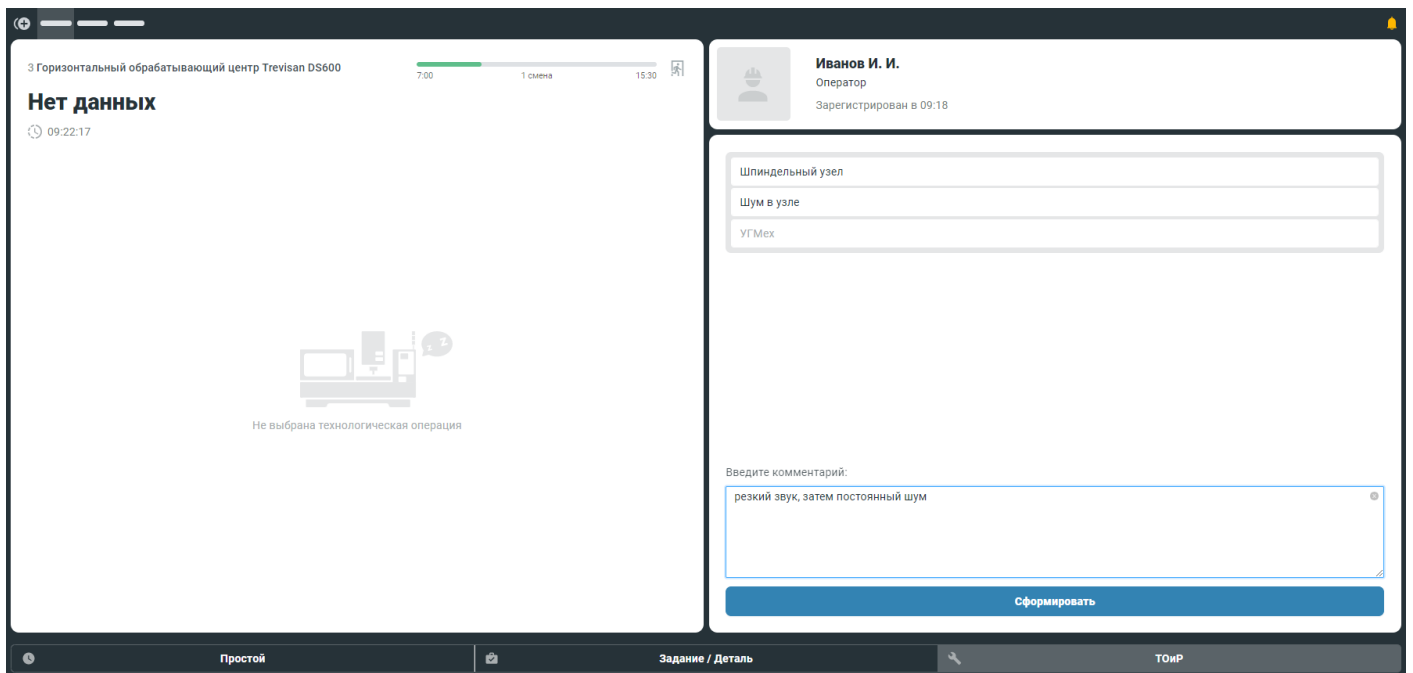 3 Горизонтальный обрабатывающий центр Trevisan DS600
7:00 1 смена 15:30
Нет данных
09:22:17
z Z
Не выбрана технологическая операция
Иванов И. И.
Оператор
Зарегистрирован в 09:18
Шпиндельный узел
Шум в узле
УГМех
Введите комментарий:
резкий звук, затем постоянный шум
Сформировать
Простой
Задание / Деталь
ТОиР